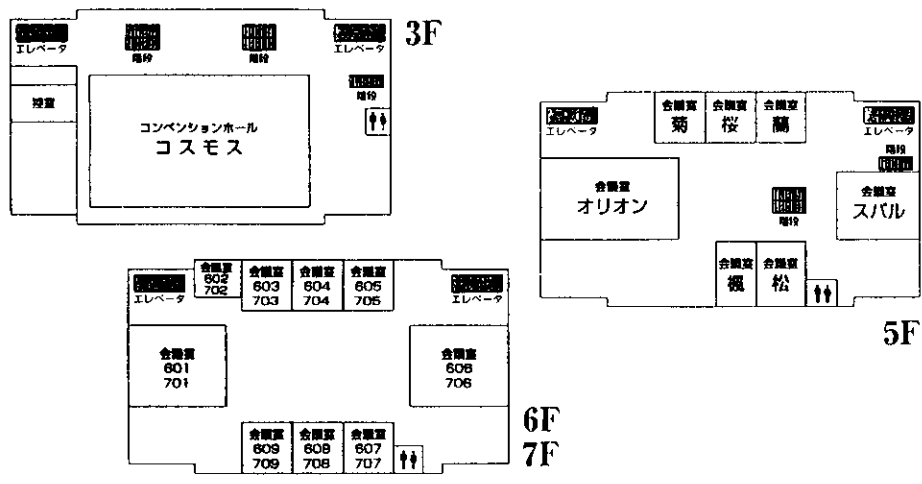 3F
エレベータ
階段
階段
エレベータ
控室
階段
コンベンションホール
コスモス
会議室
菊
会議室
桜
会議室
蘭
エレベータ
エレベータ
階段
会議室
オリオン
階段
会議室
スバル
会議室
楓
会議室
松
5F
エレベータ
会議室
602
702
会議室
603
703
会議室
604
704
会議室
605
705
エレベータ
会議室
601
701
会議室
606
706
会議室
609
709
会議室
608
708
会議室
607
707
6F
7F